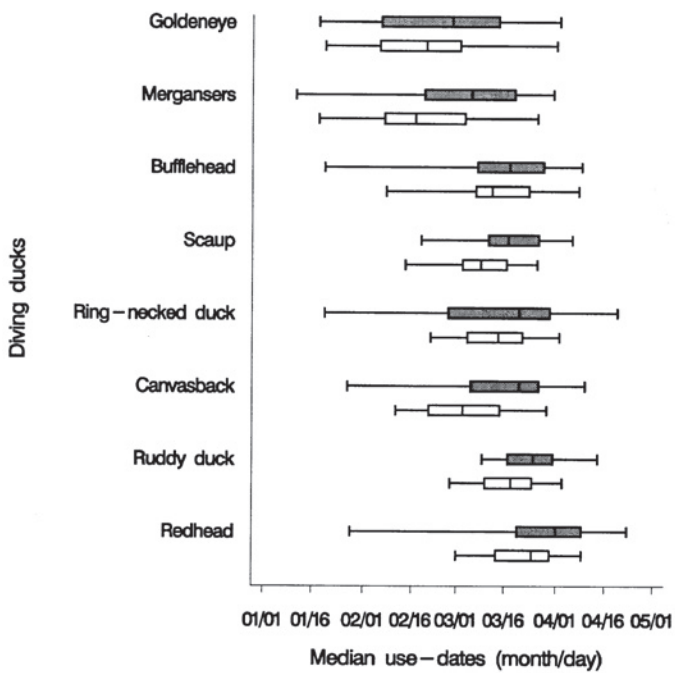 Goldeneye
Mergansers
Bufflehead
Scaup
Ring-necked duck
Canvasback
Ruddy duck
Redhead
Diving ducks
01/01 01/16 02/01 02/16 03/01 03/16 04/01 04/16 05/01
Median use-dates (month/day)